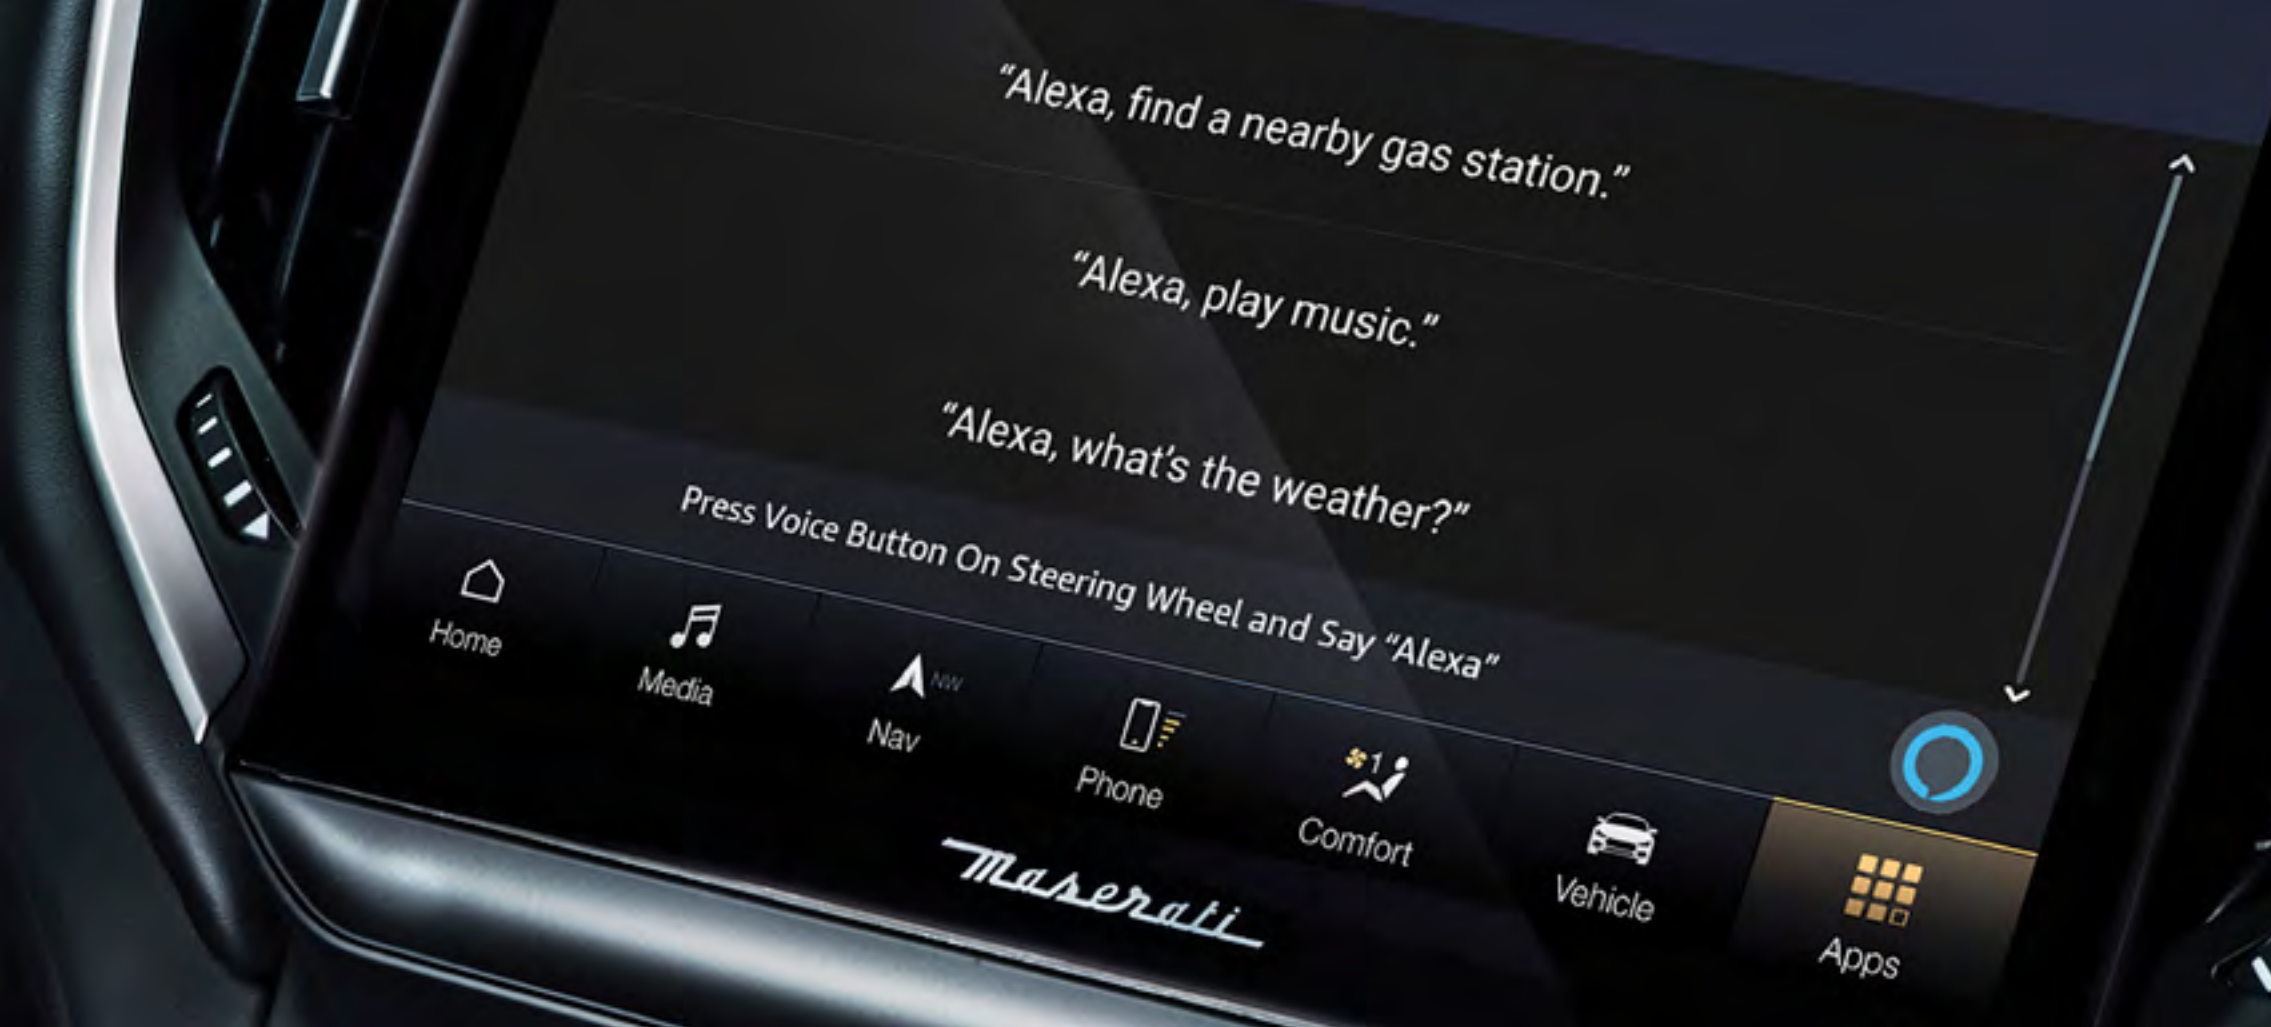 “Alexa, find a nearby gas station.”
“Alexa, play music.”
“Alexa, what's the weather?”
Press Voice Button On Steering Wheel and Say “Alexa”
Home
Media
NW
Nav
Phone
1
Comfort
Vehicle
Apps
Maserati